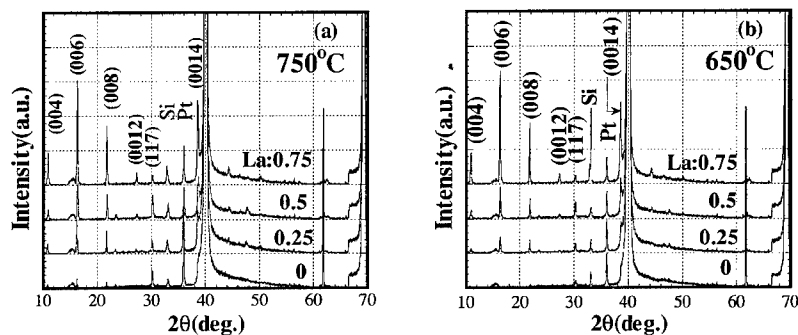 (a)
750°C
(004)
(006)
(008)
(0012)
(117)
Si
Pt
(0014)
La:0.75
0.5
0.25
0
Intensity(a.u.)
10 20 30 40 50 60 70
2θ(deg.)
(b)
650°C
(004)
(006)
(008)
(0012)
(117)
Si
Pt
(0014)
La:0.75
0.5
0.25
0
Intensity(a.u.)
10 20 30 40 50 60 70
2θ(deg.)